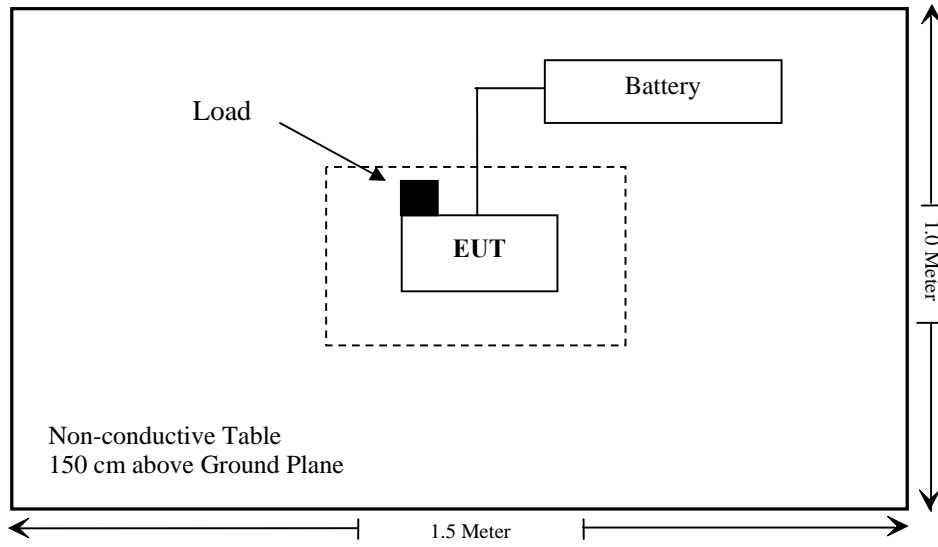 Battery
Load
EUT
1.0 Meter
Non-conductive Table
150 cm above Ground Plane
1.5 Meter